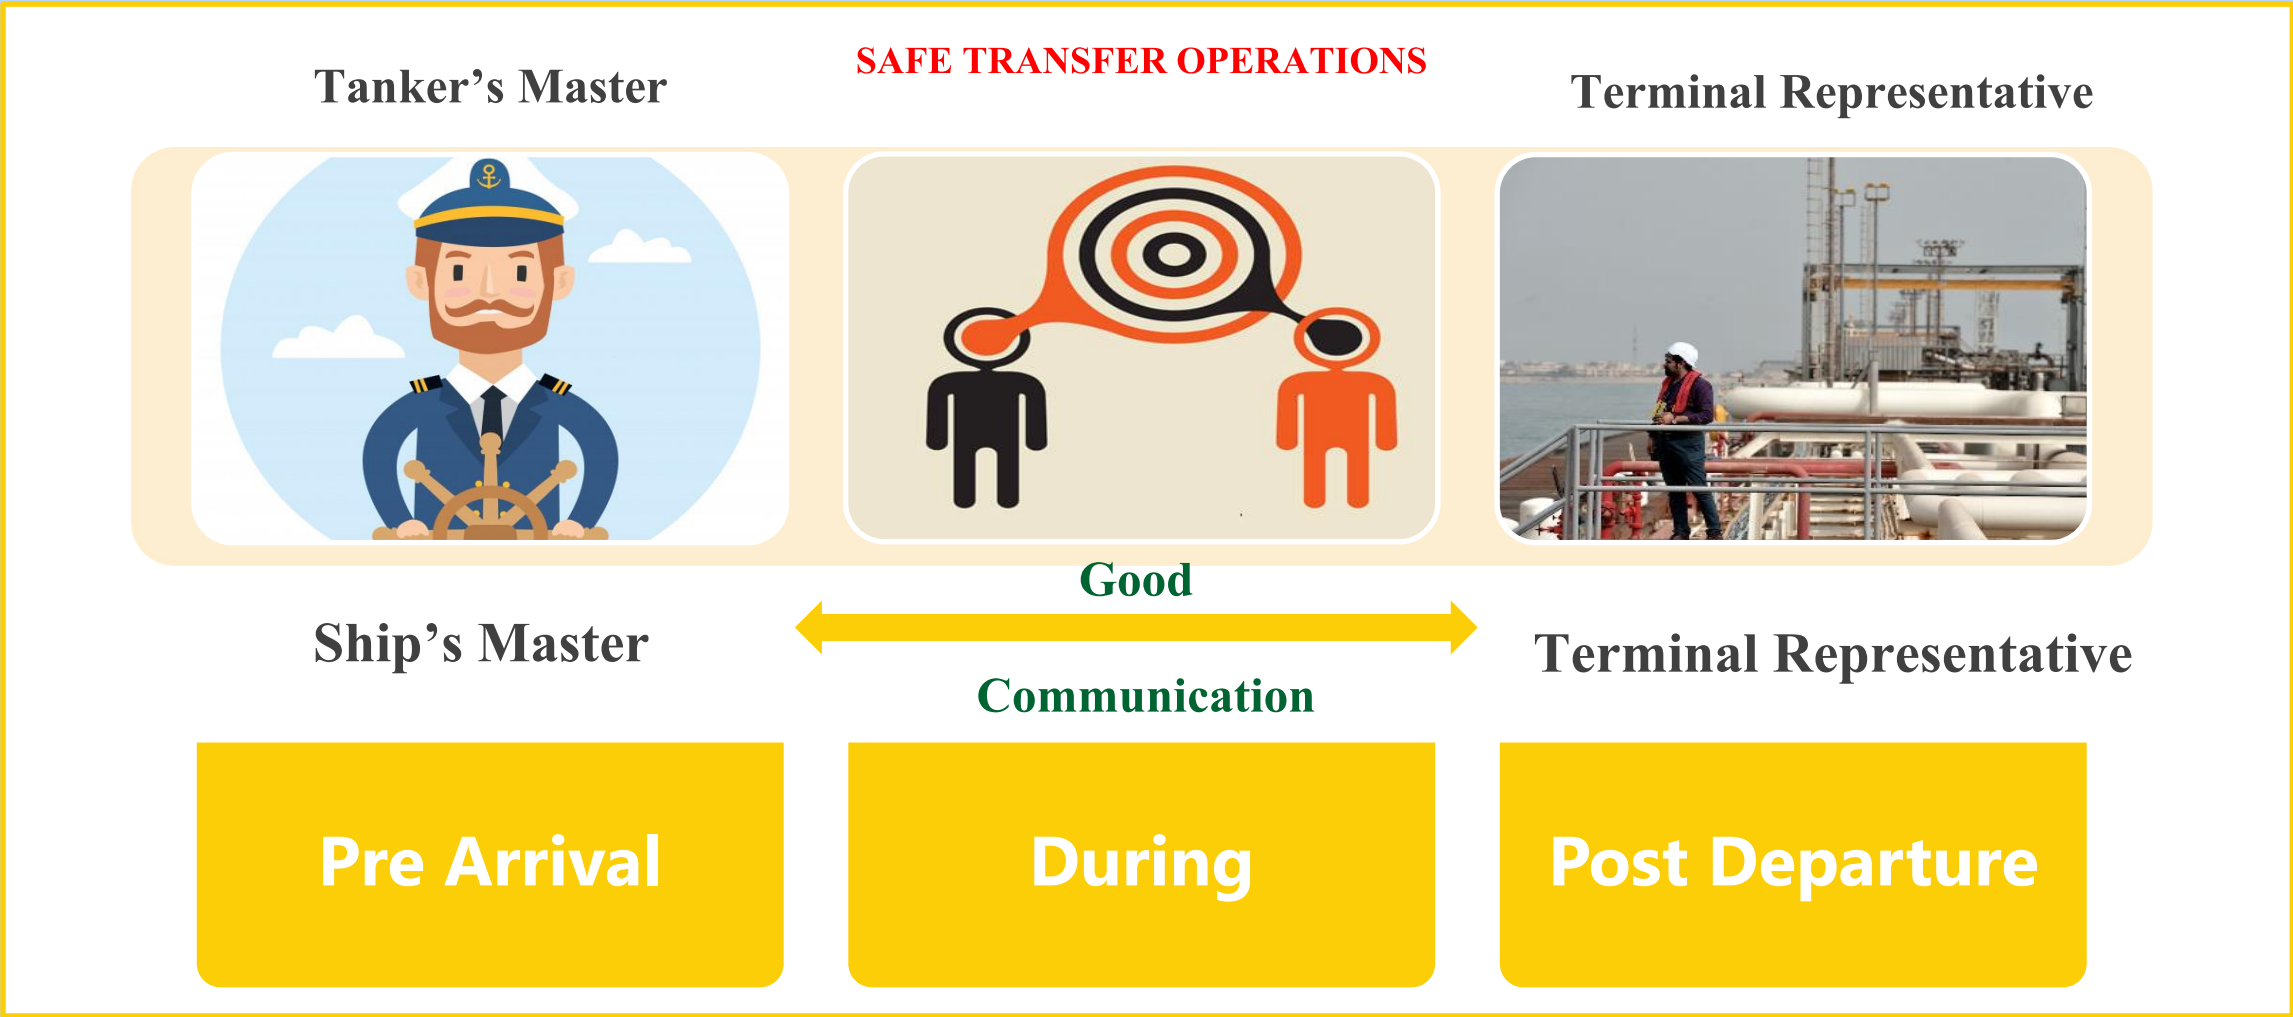 SAFE TRANSFER OPERATIONS
Tanker’s Master
Terminal Representative
Good
Ship’s Master
Terminal Representative
Communication
Pre Arrival
During
Post Departure